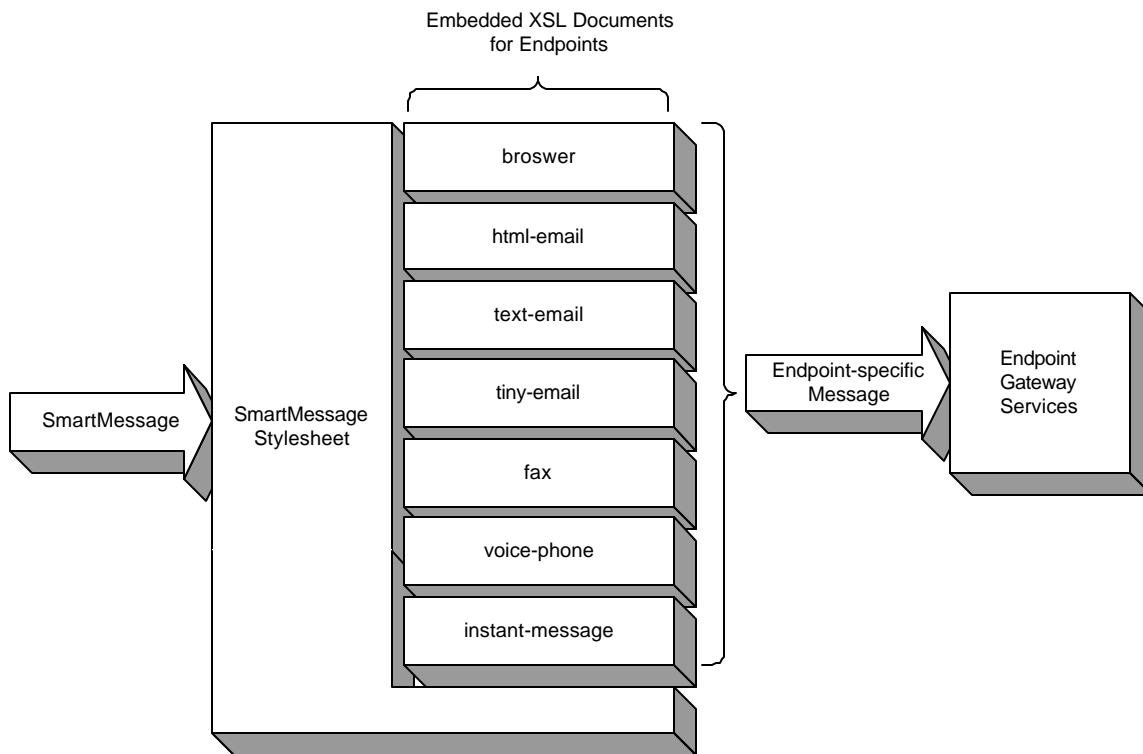 Embedded XSL Documents
for Endpoints
broswer
html-email
text-email
tiny-email
fax
voice-phone
instant-message
SmartMessage
SmartMessage
Stylesheet
Endpoint-specific
Message
Endpoint
Gateway
Services